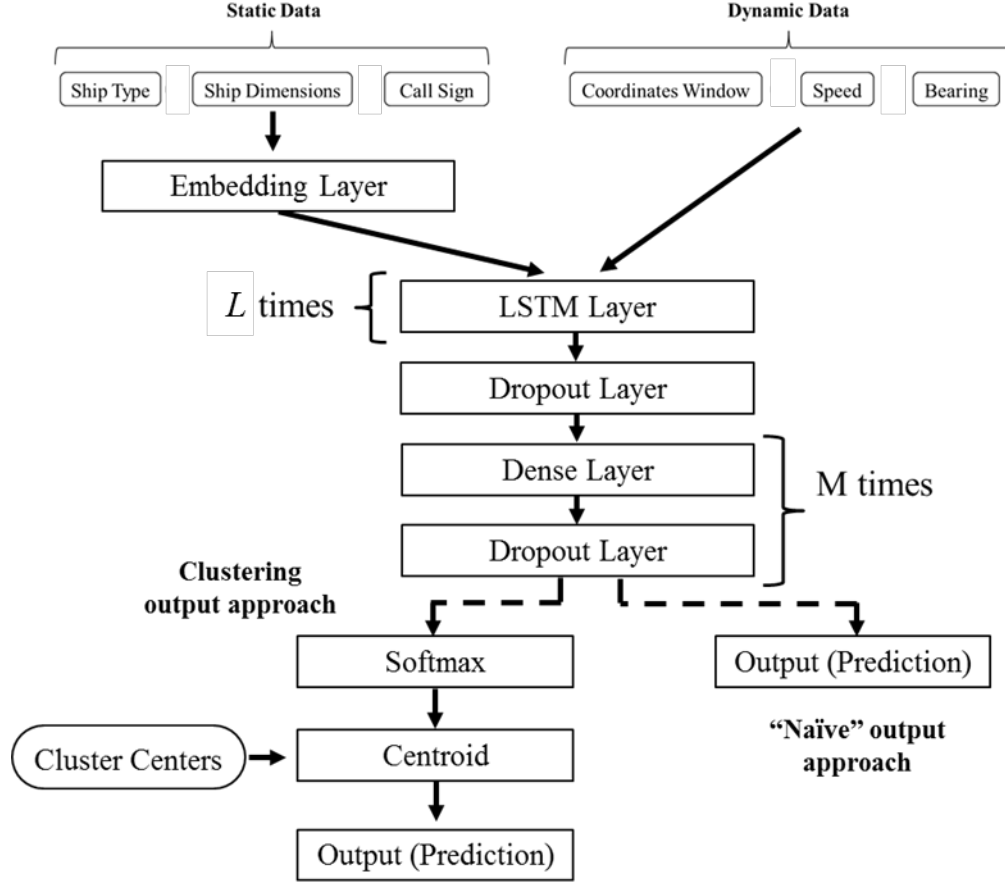 Static Data
Dynamic Data
Ship Type
Ship Dimensions
Call Sign
Coordinates Window
Speed
Bearing
Embedding Layer
L times
LSTM Layer
Dropout Layer
Dense Layer
M times
Dropout Layer
Clustering
output approach
Softmax
Output (Prediction)
“Naïve” output
approach
Cluster Centers
Centroid
Output (Prediction)